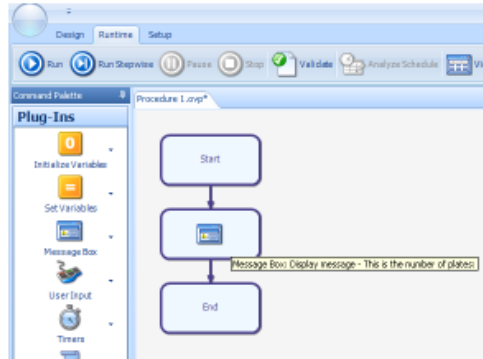 Design Runtime Setup
Run Run Stepwise Pause Stop Validate Analyze Schedule Vi
Command Palette Procedure 1.ovp*
Plug-Ins
Initialize Variables
Set Variables
Message Box
User Input
Timers
Start
Message Box: Display message - This is the number of plates:
End